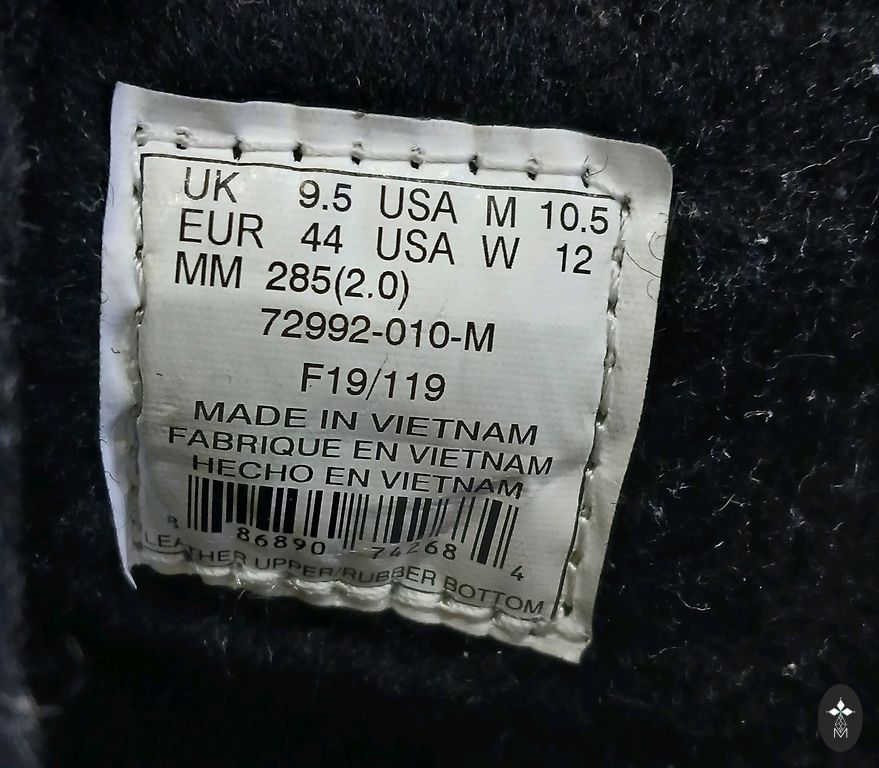 UK 9.5 USA M 10.5
EUR 44 USA W 12
MM 285(2.0)
72992-010-M
F19/119
MADE IN VIETNAM
FABRIQUE EN VIETNAM
HECHO EN VIETNAM
8 86890 74268 4
LEATHER UPPER/RUBBER BOTTOM
M